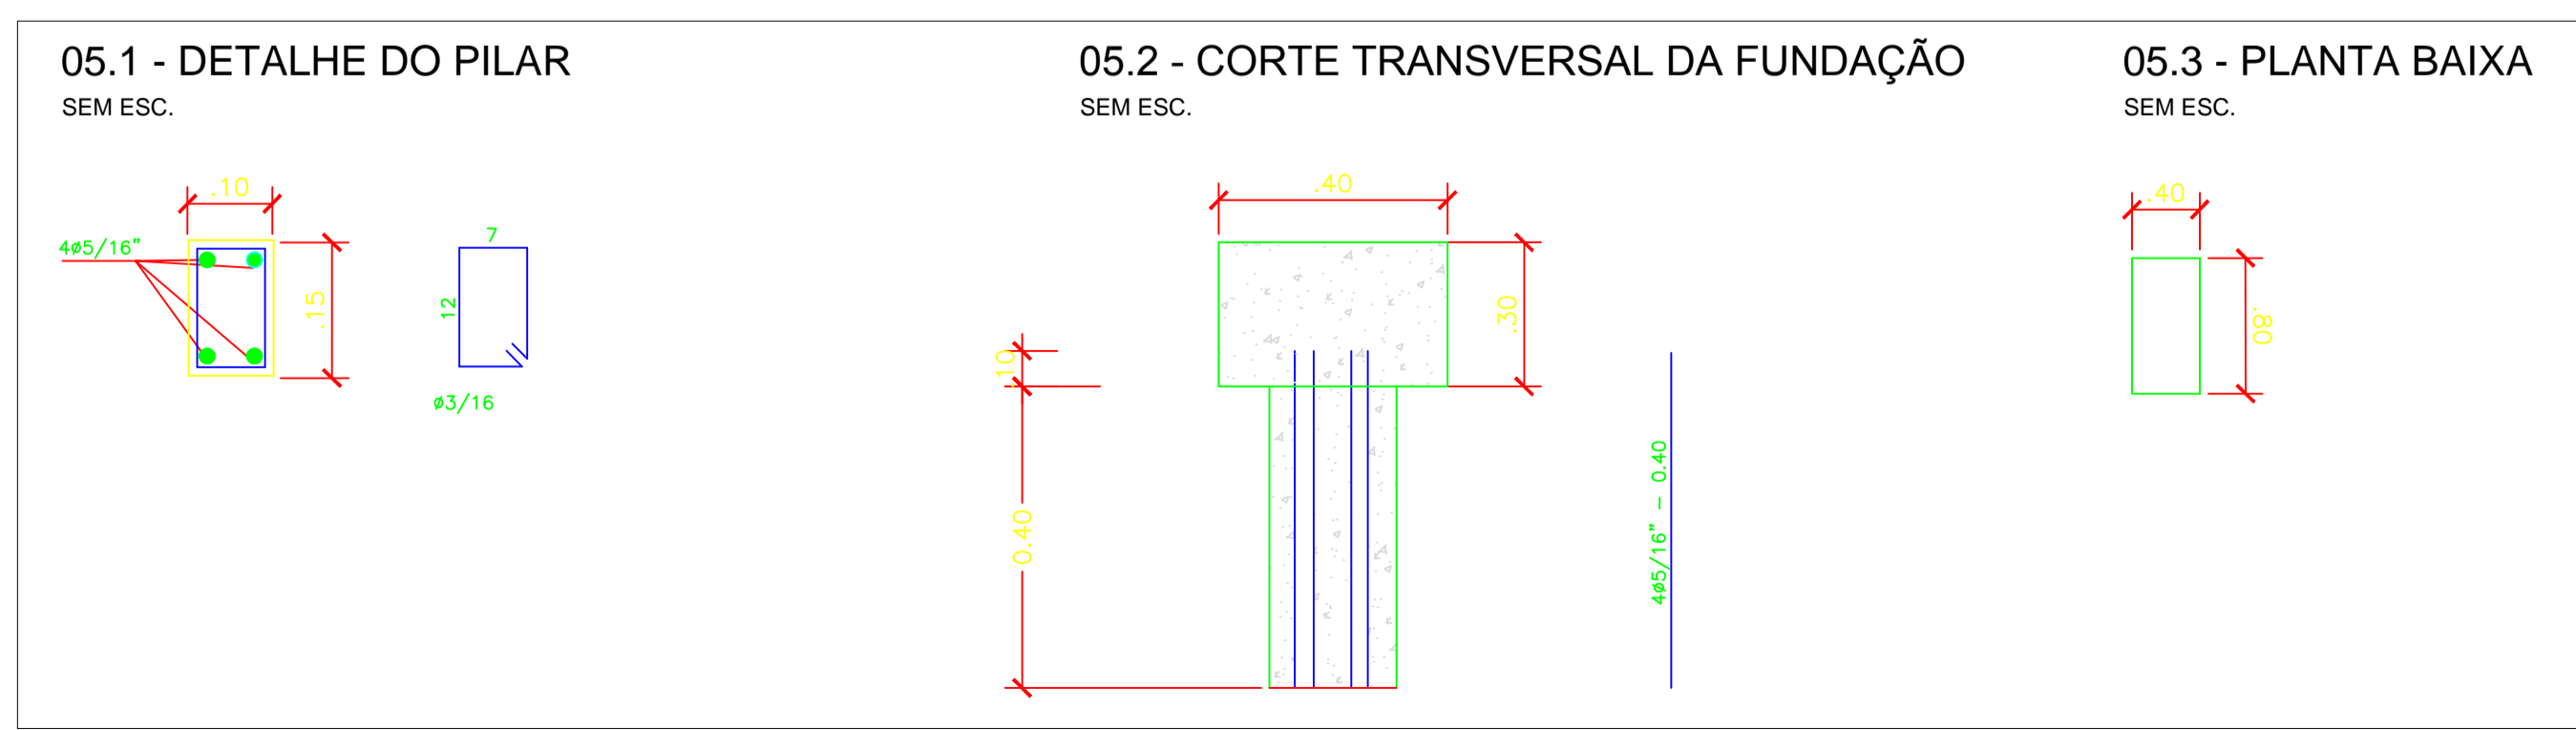 05.1 - DETALHE DO PILAR
SEM ESC.
.10
4ø5/16"
.15
7
12
ø3/16
05.2 - CORTE TRANSVERSAL DA FUNDAÇÃO
SEM ESC.
.40
.30
.10
0.40
4ø5/16" - 0.40
05.3 - PLANTA BAIXA
SEM ESC.
.40
.80